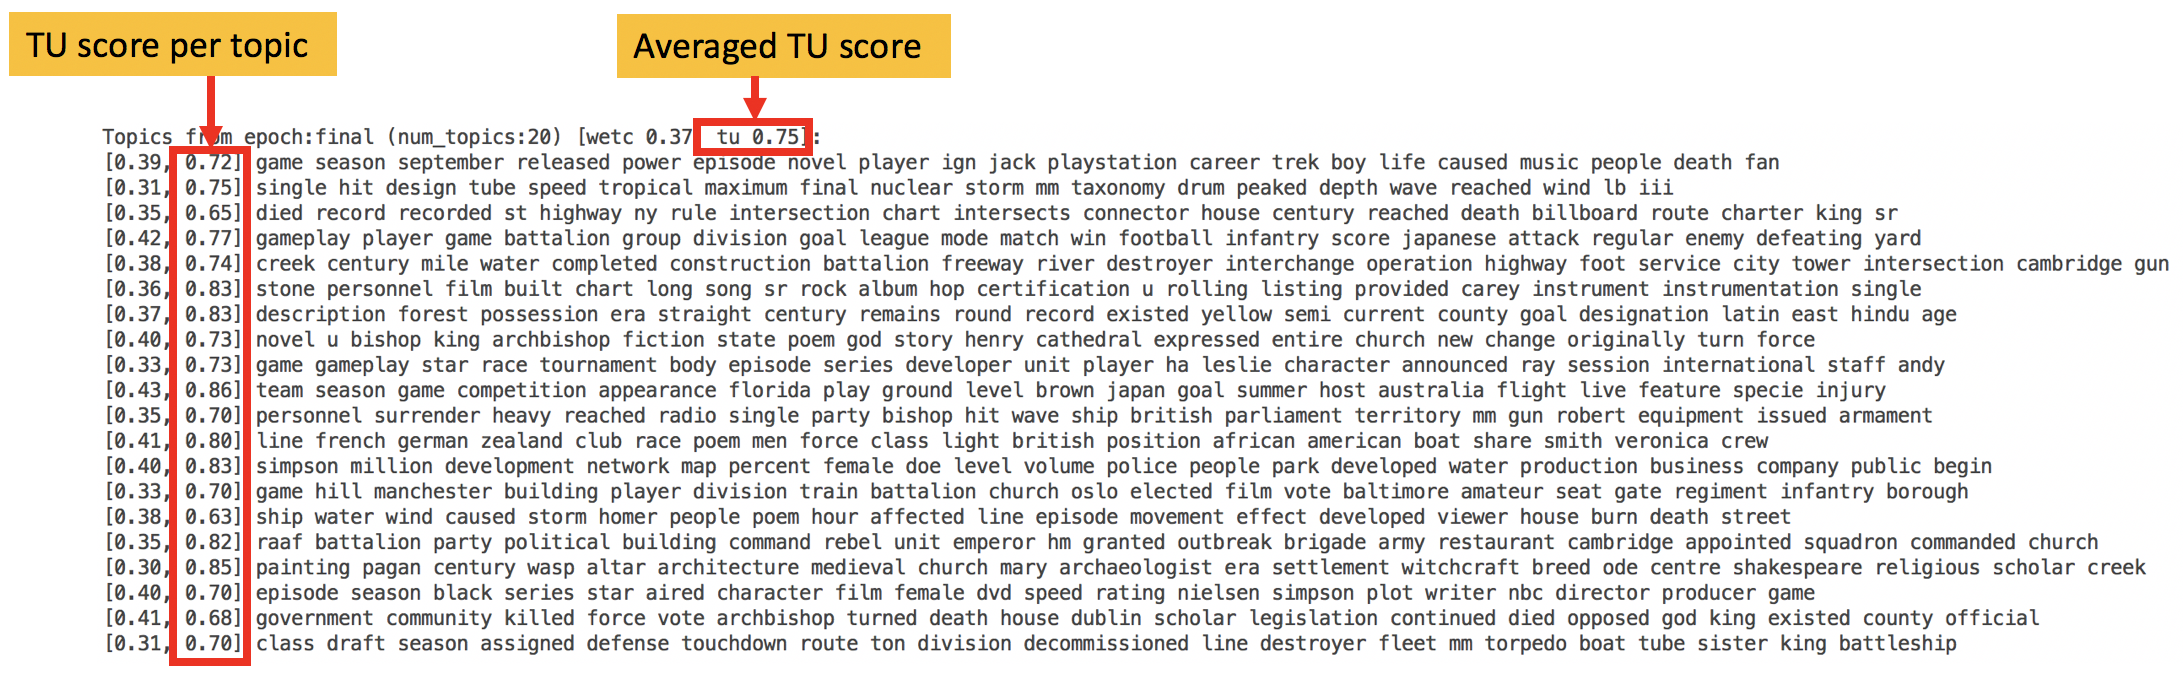 TU score per topic
Averaged TU score
Topics from epoch:final (num_topics:20) [wetc 0.37, tu 0.75]:
[0.39, 0.72] game season september released power episode novel player ign jack playstation career trek boy life caused music people death fan
[0.31, 0.75] single hit design tube speed tropical maximum final nuclear storm mm taxonomy drum peaked depth wave reached wind lb iii
[0.35, 0.65] died record recorded st highway ny rule intersection chart intersects connector house century reached death billboard route charter king sr
[0.42, 0.77] gameplay player game battalion group division goal league mode match win football infantry score japanese attack regular enemy defeating yard
[0.38, 0.74] creek century mile water completed construction battalion freeway river destroyer interchange operation highway foot service city tower intersection cambridge gun
[0.36, 0.83] stone personnel film built chart long song sr rock album hop certification u rolling listing provided carey instrument instrumentation single
[0.37, 0.83] description forest possession era straight century remains round record existed yellow semi current county goal designation latin east hindu age
[0.40, 0.73] novel u bishop king archbishop fiction state poem god story henry cathedral expressed entire church new change originally turn force
[0.33, 0.73] game gameplay star race tournament body episode series developer unit player ha leslie character announced ray session international staff andy
[0.43, 0.86] team season game competition appearance florida play ground level brown japan goal summer host australia flight live feature specie injury
[0.35, 0.70] personnel surrender heavy reached radio single party bishop hit wave ship british parliament territory mm gun robert equipment issued armament
[0.41, 0.80] line french german zealand club race poem men force class light british position african american boat share smith veronica crew
[0.40, 0.83] simpson million development network map percent female doe level volume police people park developed water production business company public begin
[0.33, 0.70] game hill manchester building player division train battalion church oslo elected film vote baltimore amateur seat gate regiment infantry borough
[0.38, 0.63] ship water wind caused storm homer people poem hour affected line episode movement effect developed viewer house burn death street
[0.35, 0.82] raaf battalion party political building command rebel unit emperor hm granted outbreak brigade army restaurant cambridge appointed squadron commanded church
[0.30, 0.85] painting pagan century wasp altar architecture medieval church mary archaeologist era settlement witchcraft breed ode centre shakespeare religious scholar creek
[0.40, 0.70] episode season black series star aired character film female dvd speed rating nielsen simpson plot writer nbc director producer game
[0.41, 0.68] government community killed force vote archbishop turned death house dublin scholar legislation continued died opposed god king existed county official
[0.31, 0.70] class draft season assigned defense touchdown route ton division decommissioned line destroyer fleet mm torpedo boat tube sister king battleship